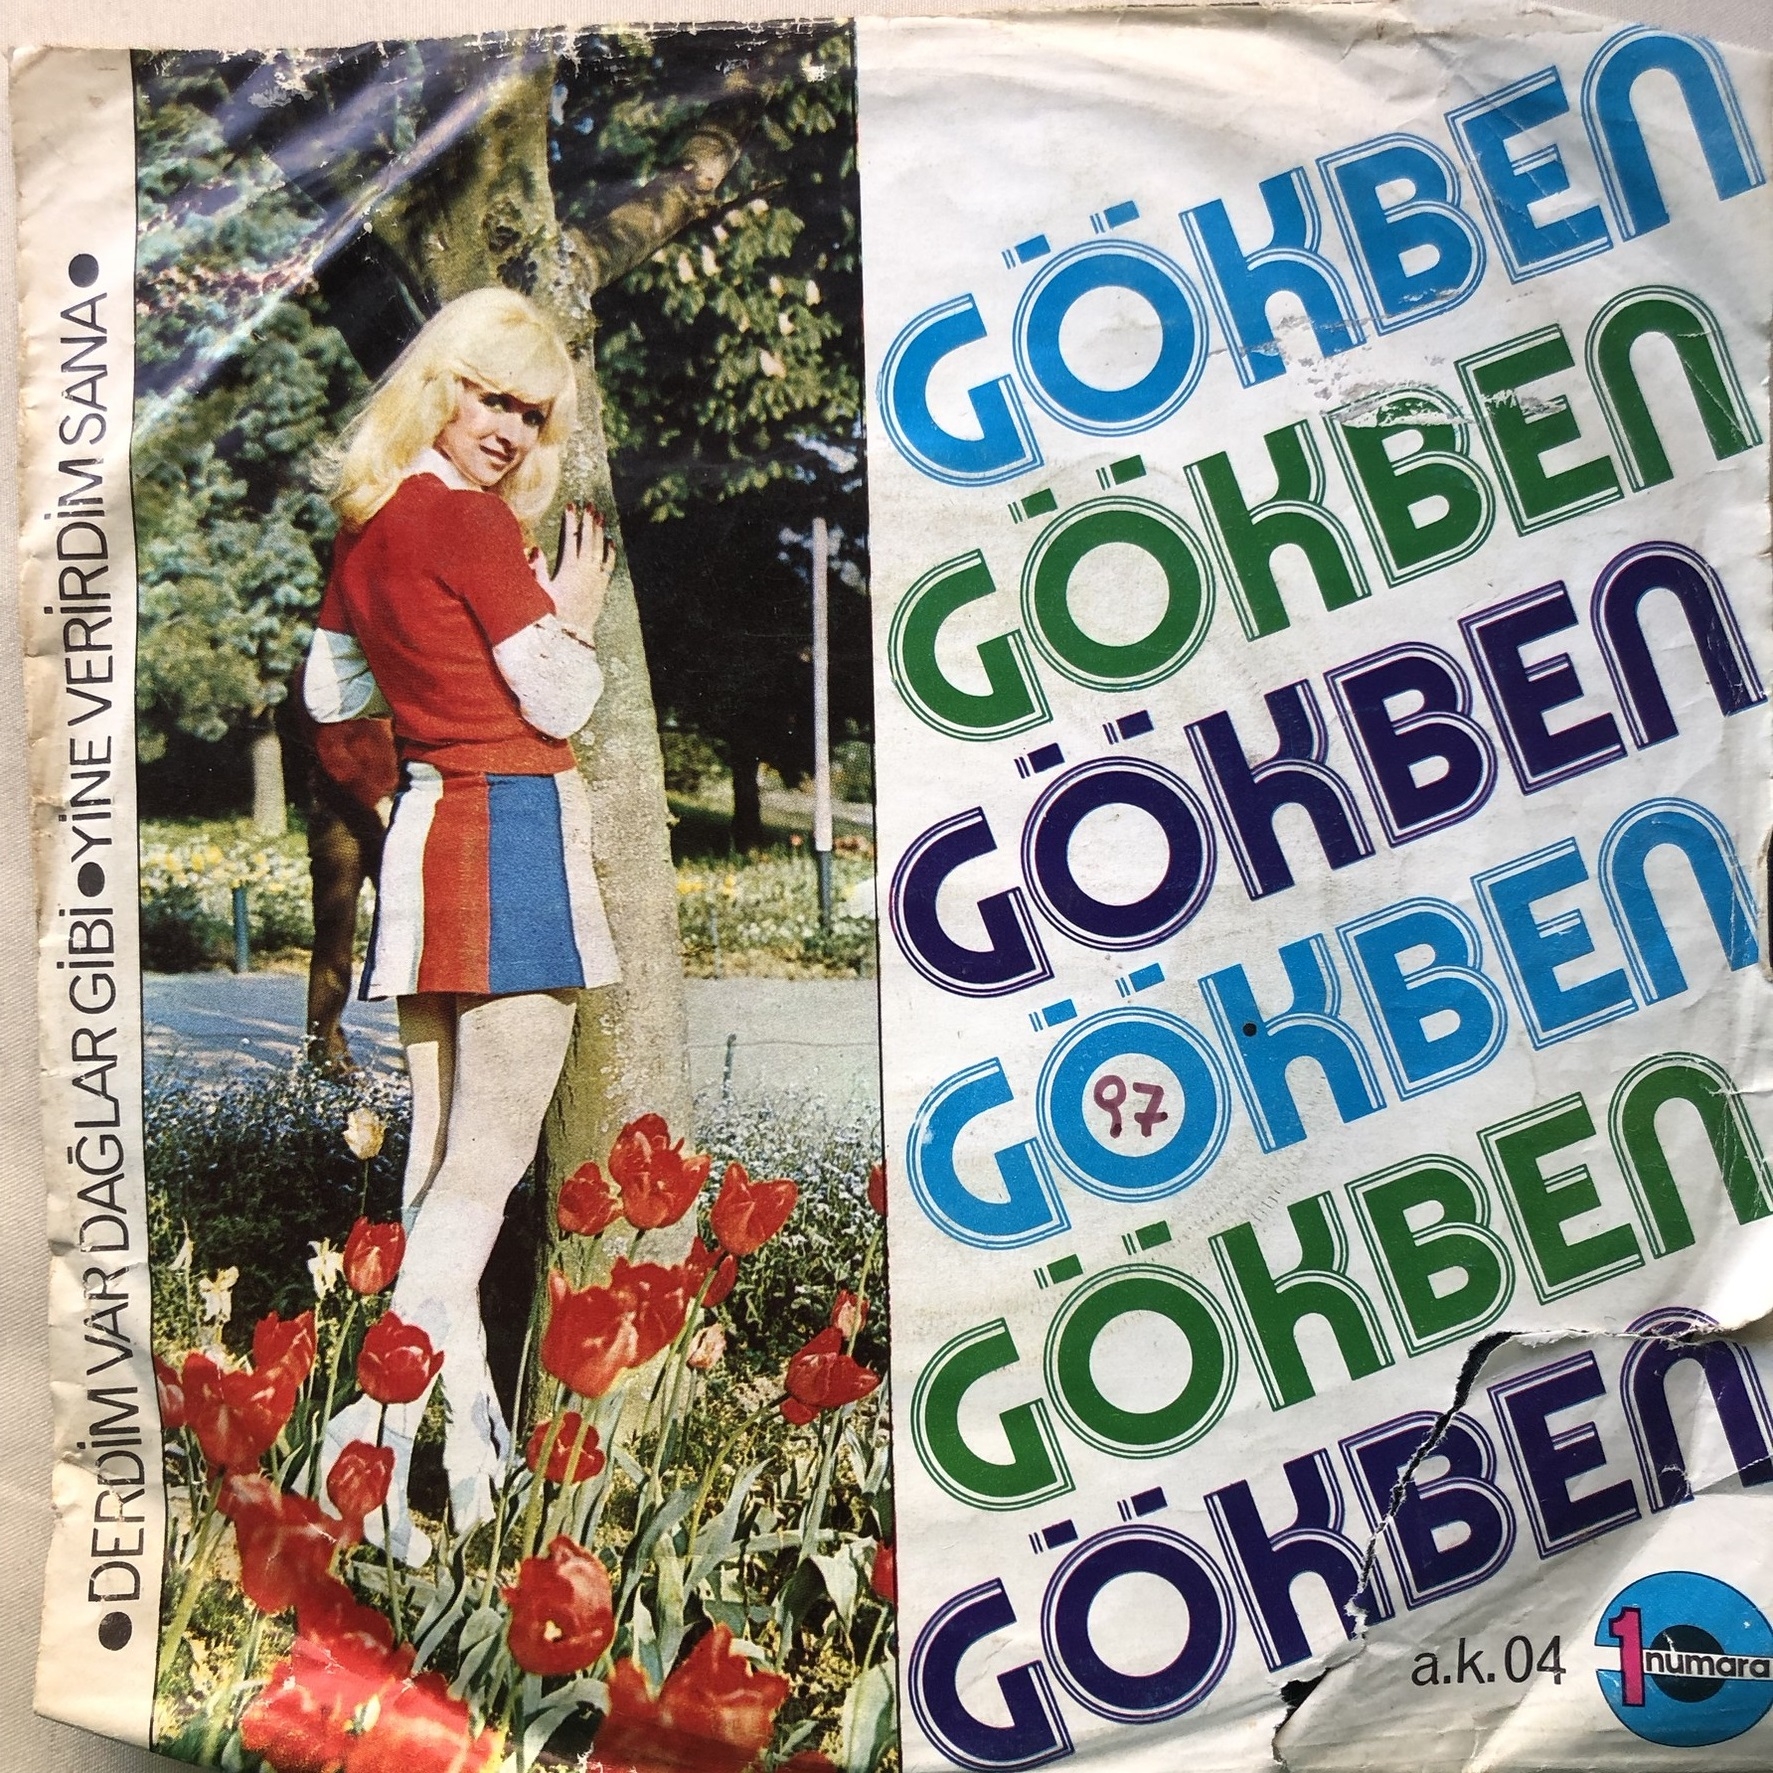 ●DERDİM VAR DAĞLAR GİBİ●YİNE VERİRDİM SANA●
GÖKBEN
GÖKBEN
GÖKBEN
GÖKBEN
97
GÖKBEN
GÖKBEN
a.k.04
1 numara